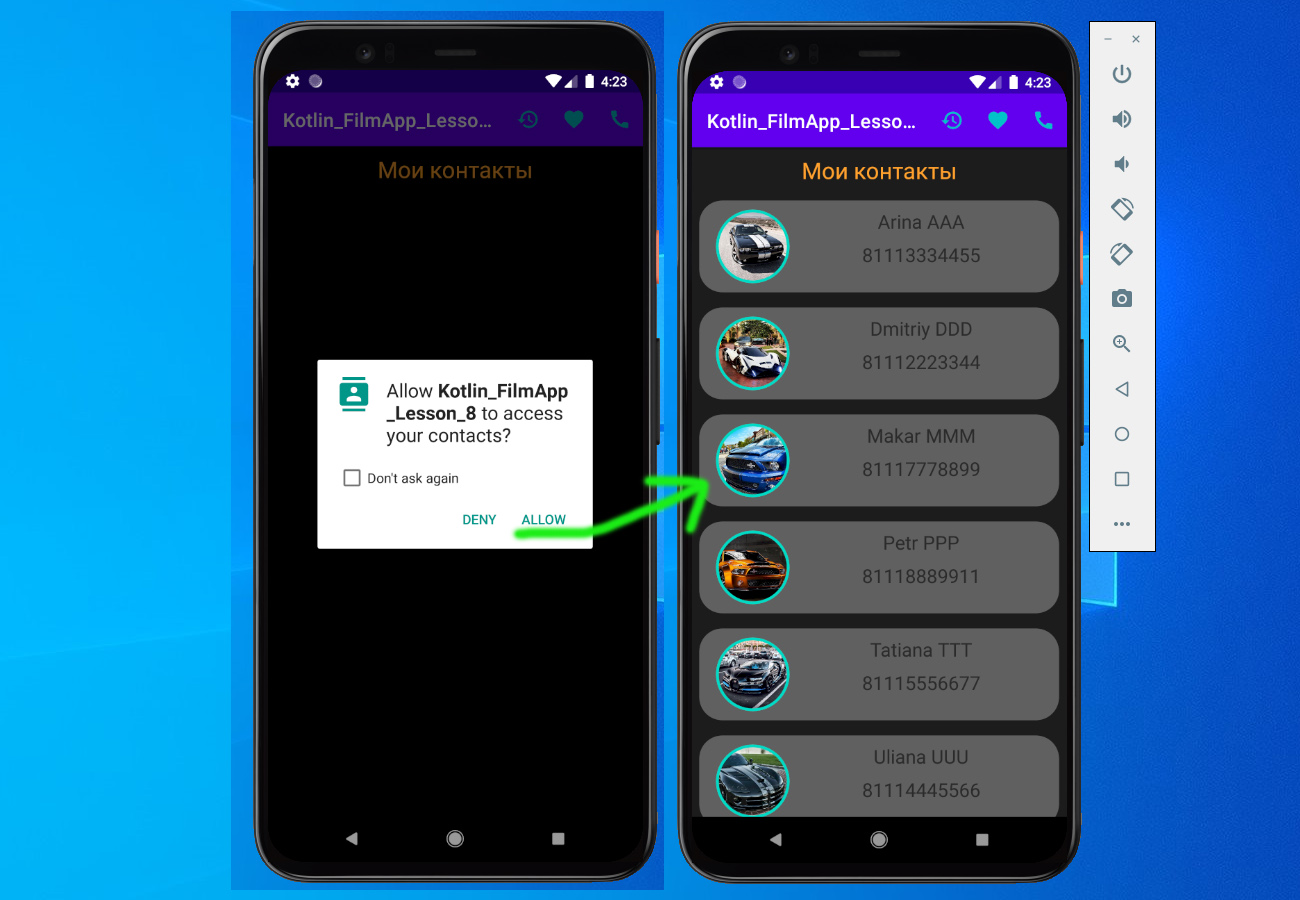 4:23
Kotlin_FilmApp_Lesso...
Мои контакты
Allow Kotlin_FilmApp
_Lesson_8 to access
your contacts?
Don't ask again
DENY ALLOW
4:23
Kotlin_FilmApp_Lesso...
Мои контакты
Arina AAA
81113334455
Dmitriy DDD
81112223344
Makar MMM
81117778899
Petr PPP
81118889911
Tatiana TTT
81115556677
Uliana UUU
81114445566